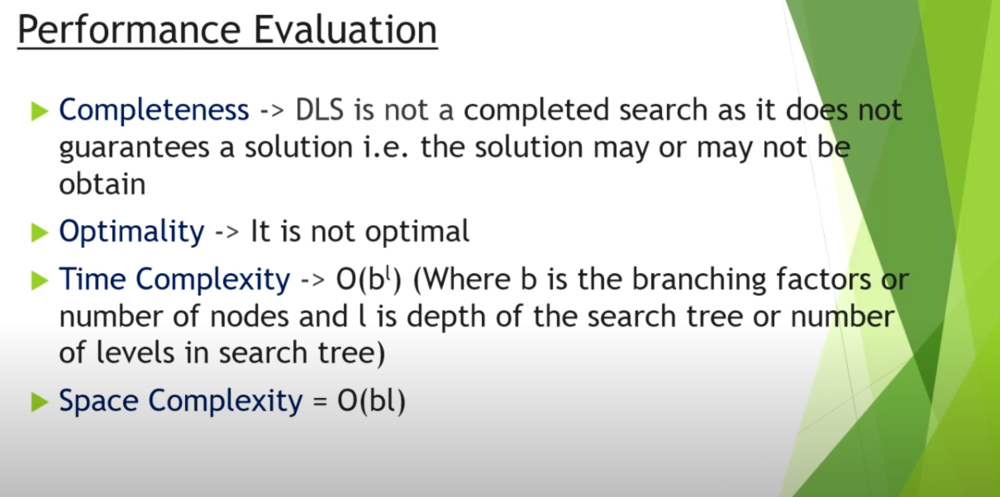 Performance Evaluation
Completeness -> DLS is not a completed search as it does not
guarantees a solution i.e. the solution may or may not be
obtain
Optimality -> It is not optimal
Time Complexity -> O(bˡ) (Where b is the branching factors or
number of nodes and l is depth of the search tree or number
of levels in search tree)
Space Complexity = O(bl)